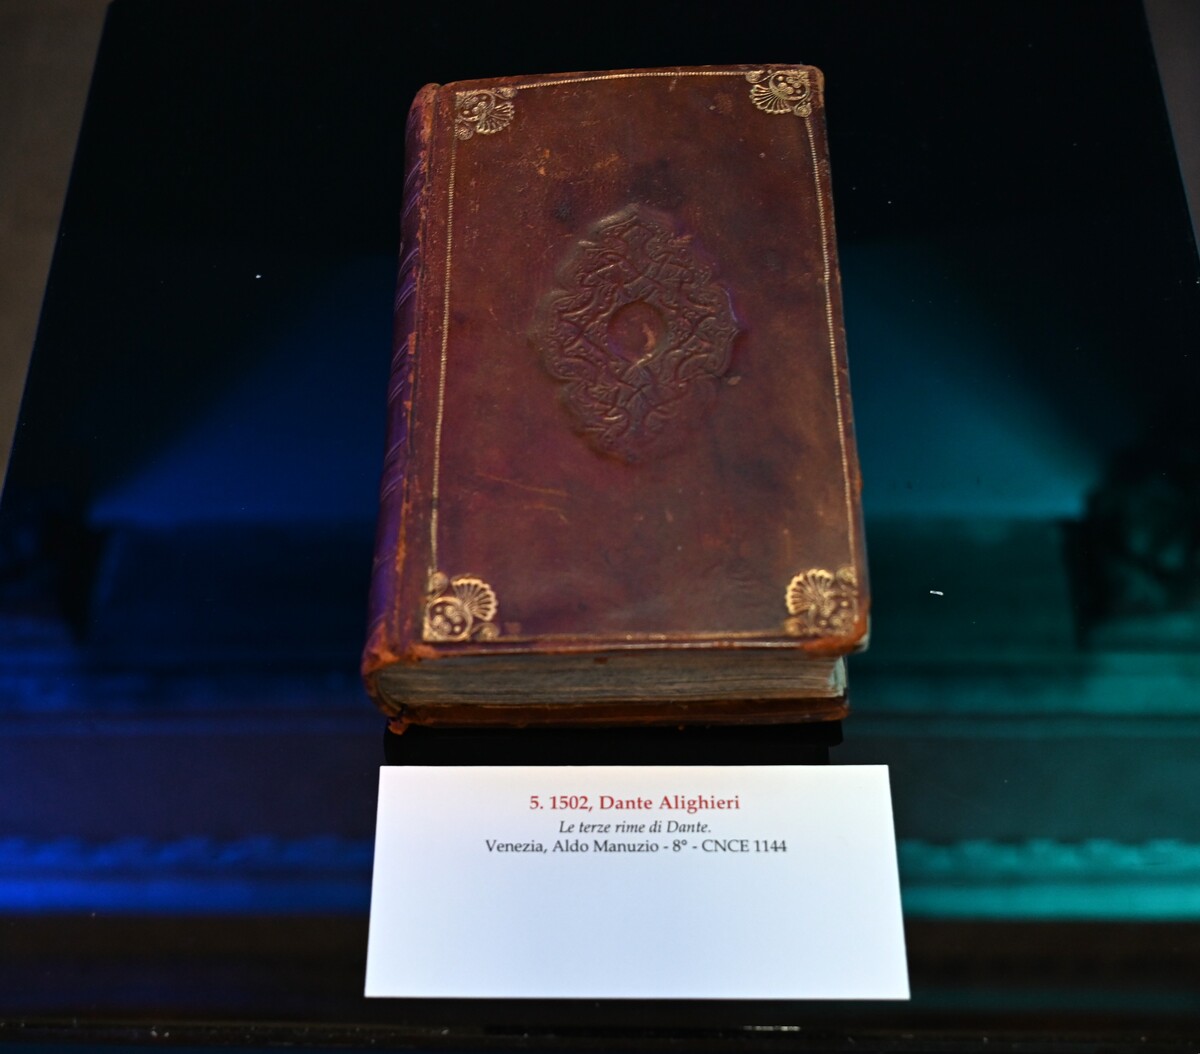 5. 1502, Dante Alighieri
Le terze rime di Dante.
Venezia, Aldo Manuzio - 8° - CNCE 1144